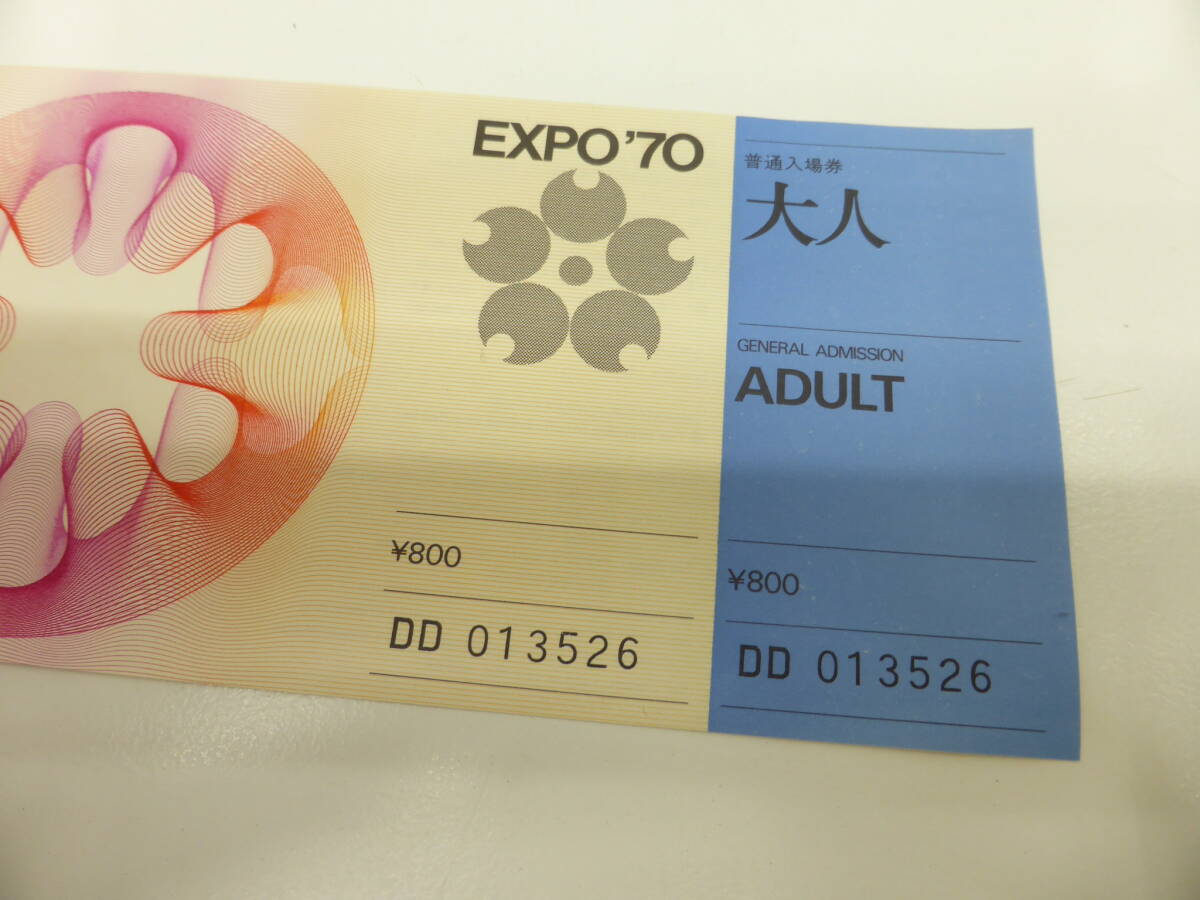 EXPO '70
¥800
DD 013526
普通入場券
大人
GENERAL ADMISSION
ADULT
¥800
DD 013526